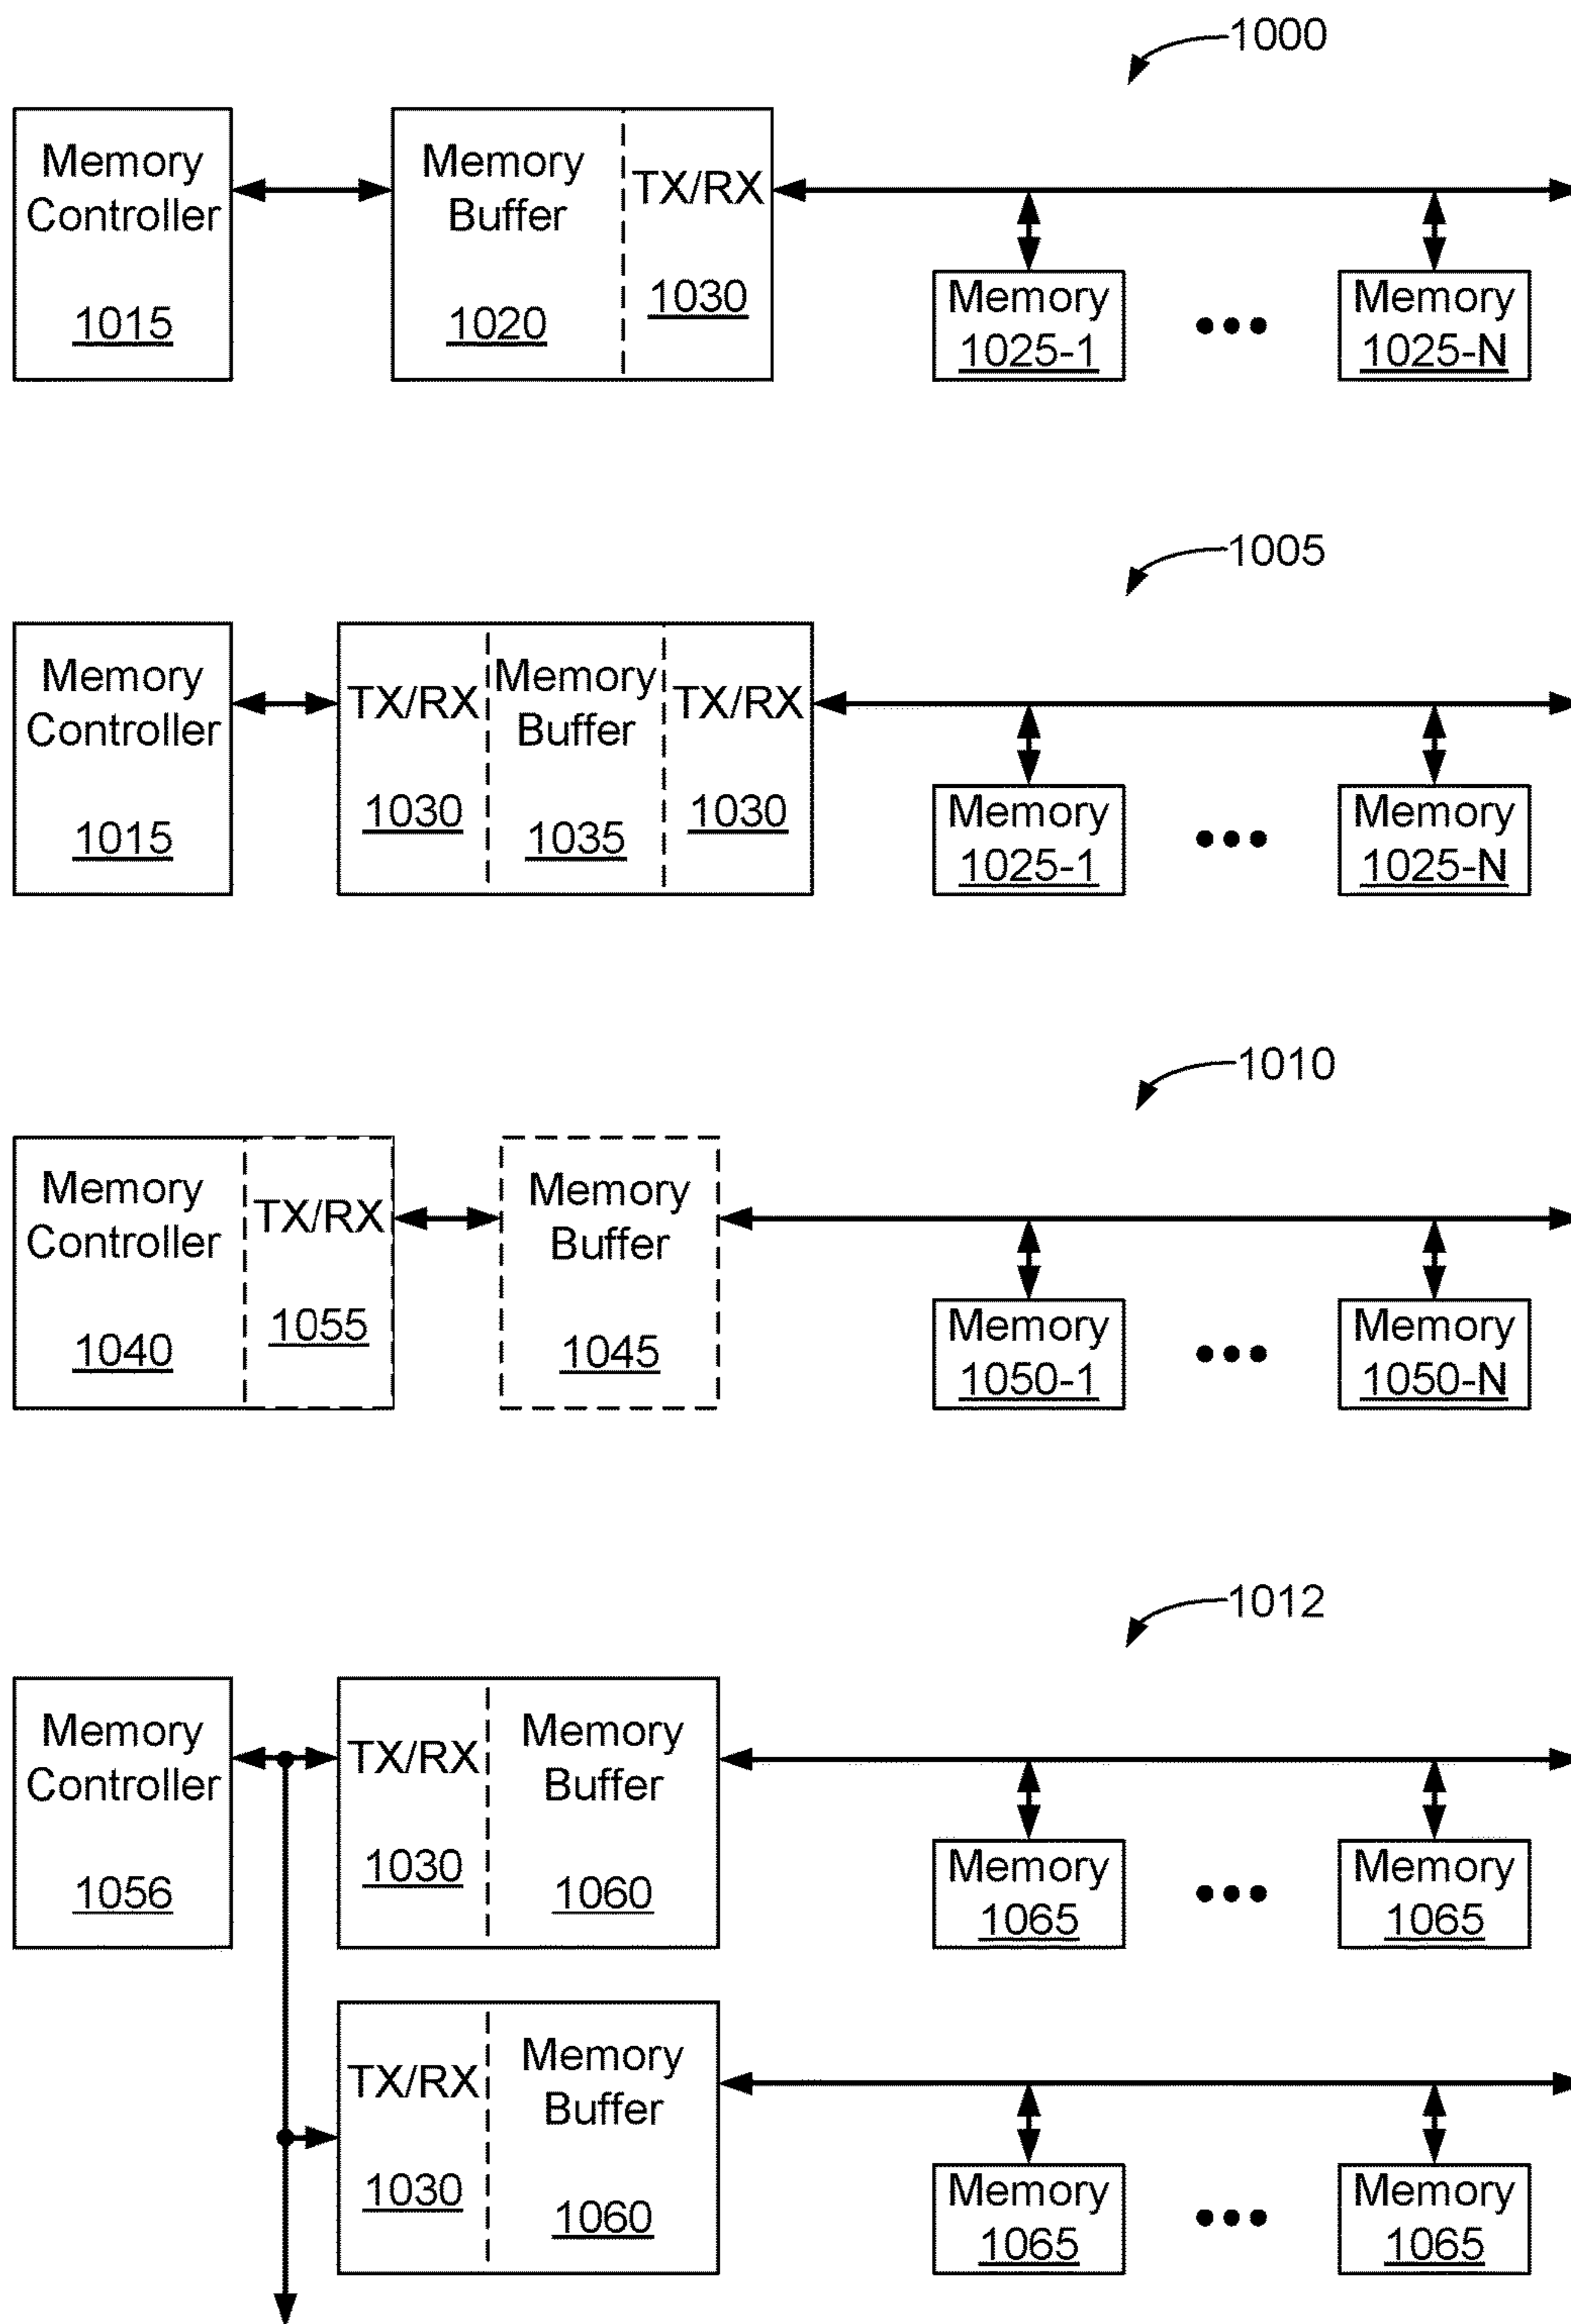 1000
Memory
Controller
1015
Memory
Buffer
1020
TX/RX
1030
Memory
1025-1
Memory
1025-N
1005
Memory
Controller
1015
TX/RX
1030
Memory
Buffer
1035
TX/RX
1030
Memory
1025-1
Memory
1025-N
1010
Memory
Controller
1040
TX/RX
1055
Memory
Buffer
1045
Memory
1050-1
Memory
1050-N
1012
Memory
Controller
1056
TX/RX
1030
Memory
Buffer
1060
Memory
1065
Memory
1065
TX/RX
1030
Memory
Buffer
1060
Memory
1065
Memory
1065